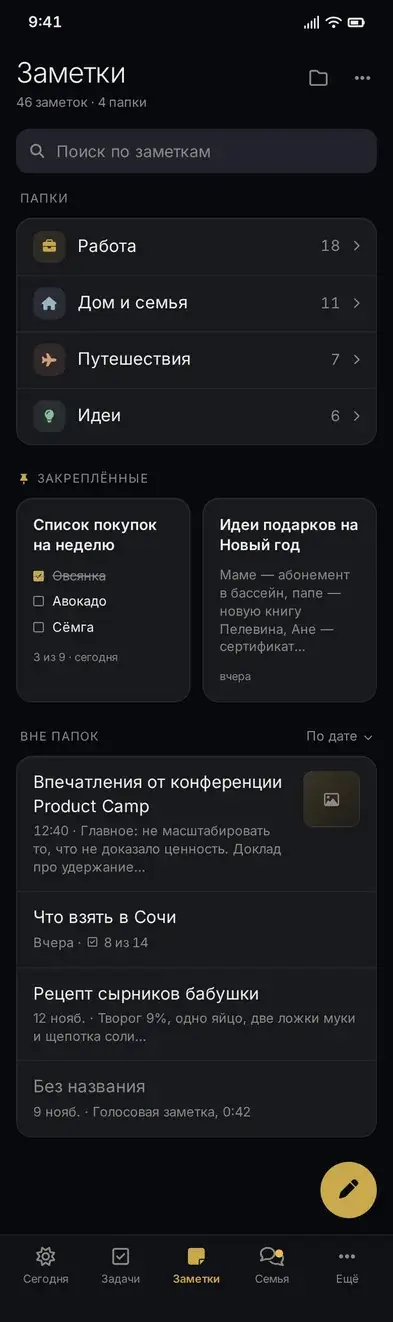 9:41
Заметки
46 заметок · 4 папки
Поиск по заметкам
ПАПКИ
Работа 18
Дом и семья 11
Путешествия 7
Идеи 6
ЗАКРЕПЛЁННЫЕ
Список покупок
на неделю
Овсянка
Авокадо
Сёмга
3 из 9 · сегодня
Идеи подарков на
Новый год
Маме — абонемент
в бассейн, папе —
новую книгу
Пелевина, Ане —
сертификат...
вчера
ВНЕ ПАПОК По дате
Впечатления от конференции
Product Camp
12:40 · Главное: не масштабировать
то, что не доказало ценность. Доклад
про удержание...
Что взять в Сочи
Вчера · 8 из 14
Рецепт сырников бабушки
12 нояб. · Творог 9%, одно яйцо, две ложки муки
и щепотка соли...
Без названия
9 нояб. · Голосовая заметка, 0:42
Сегодня Задачи Заметки Семья Ещё